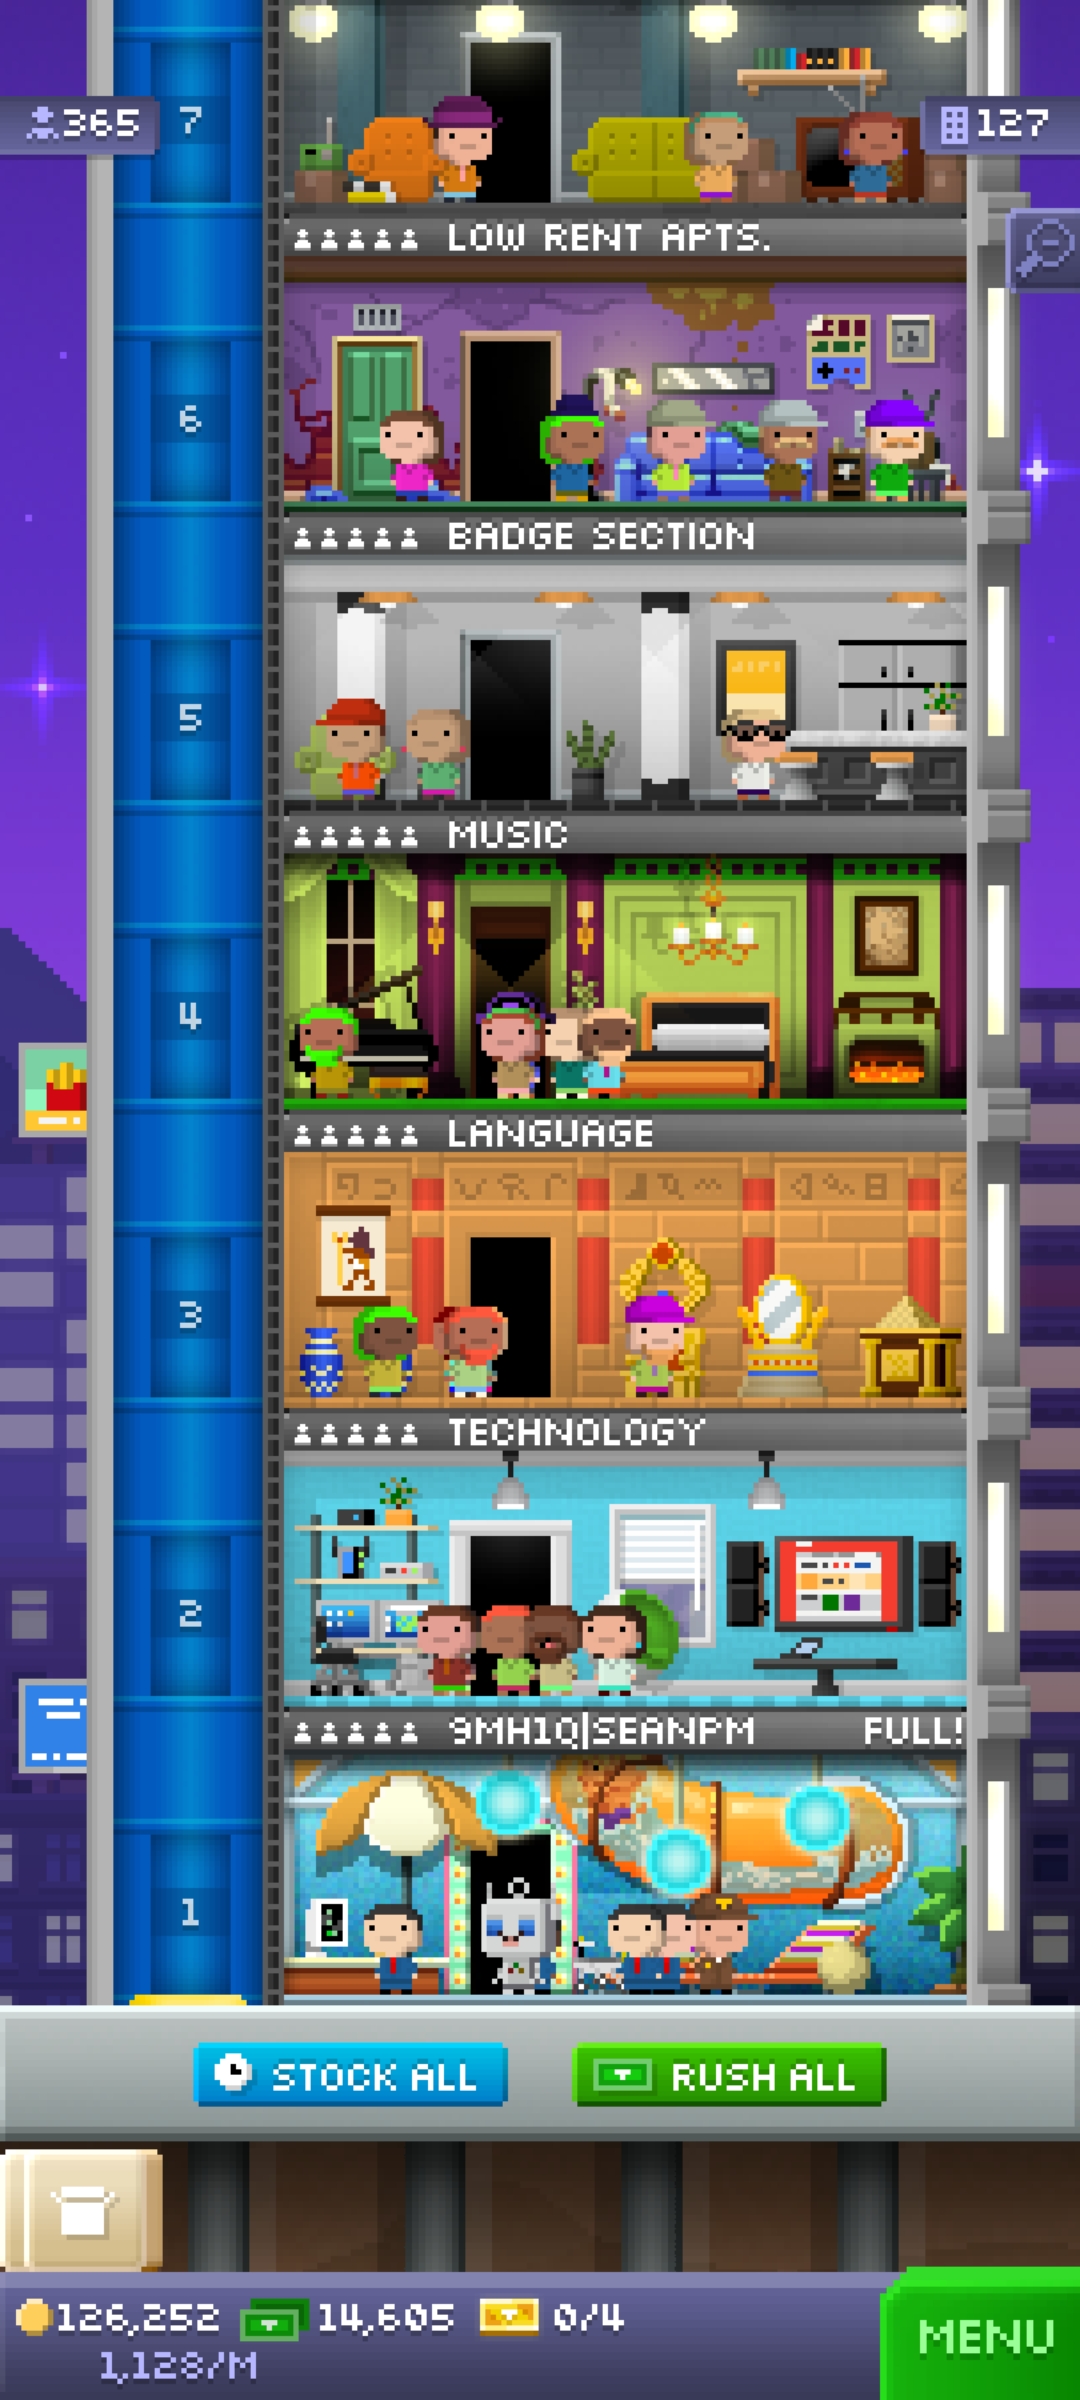 365
7
127
LOW RENT APTS.
6
BADGE SECTION
5
MUSIC
4
LANGUAGE
3
TECHNOLOGY
2
9MH1Q|SEANPM FULL!
1
STOCK ALL
RUSH ALL
126,252 14,605 0/4
1,128/M
MENU